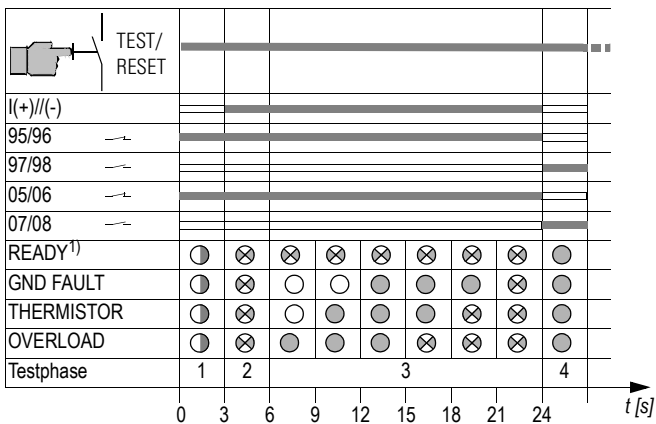 TEST/
RESET
I(+)//(-)
95/96
97/98
05/06
07/08
READY1)
GND FAULT
THERMISTOR
OVERLOAD
Testphase 1 2 3 4
0 3 6 9 12 15 18 21 24 t [s]